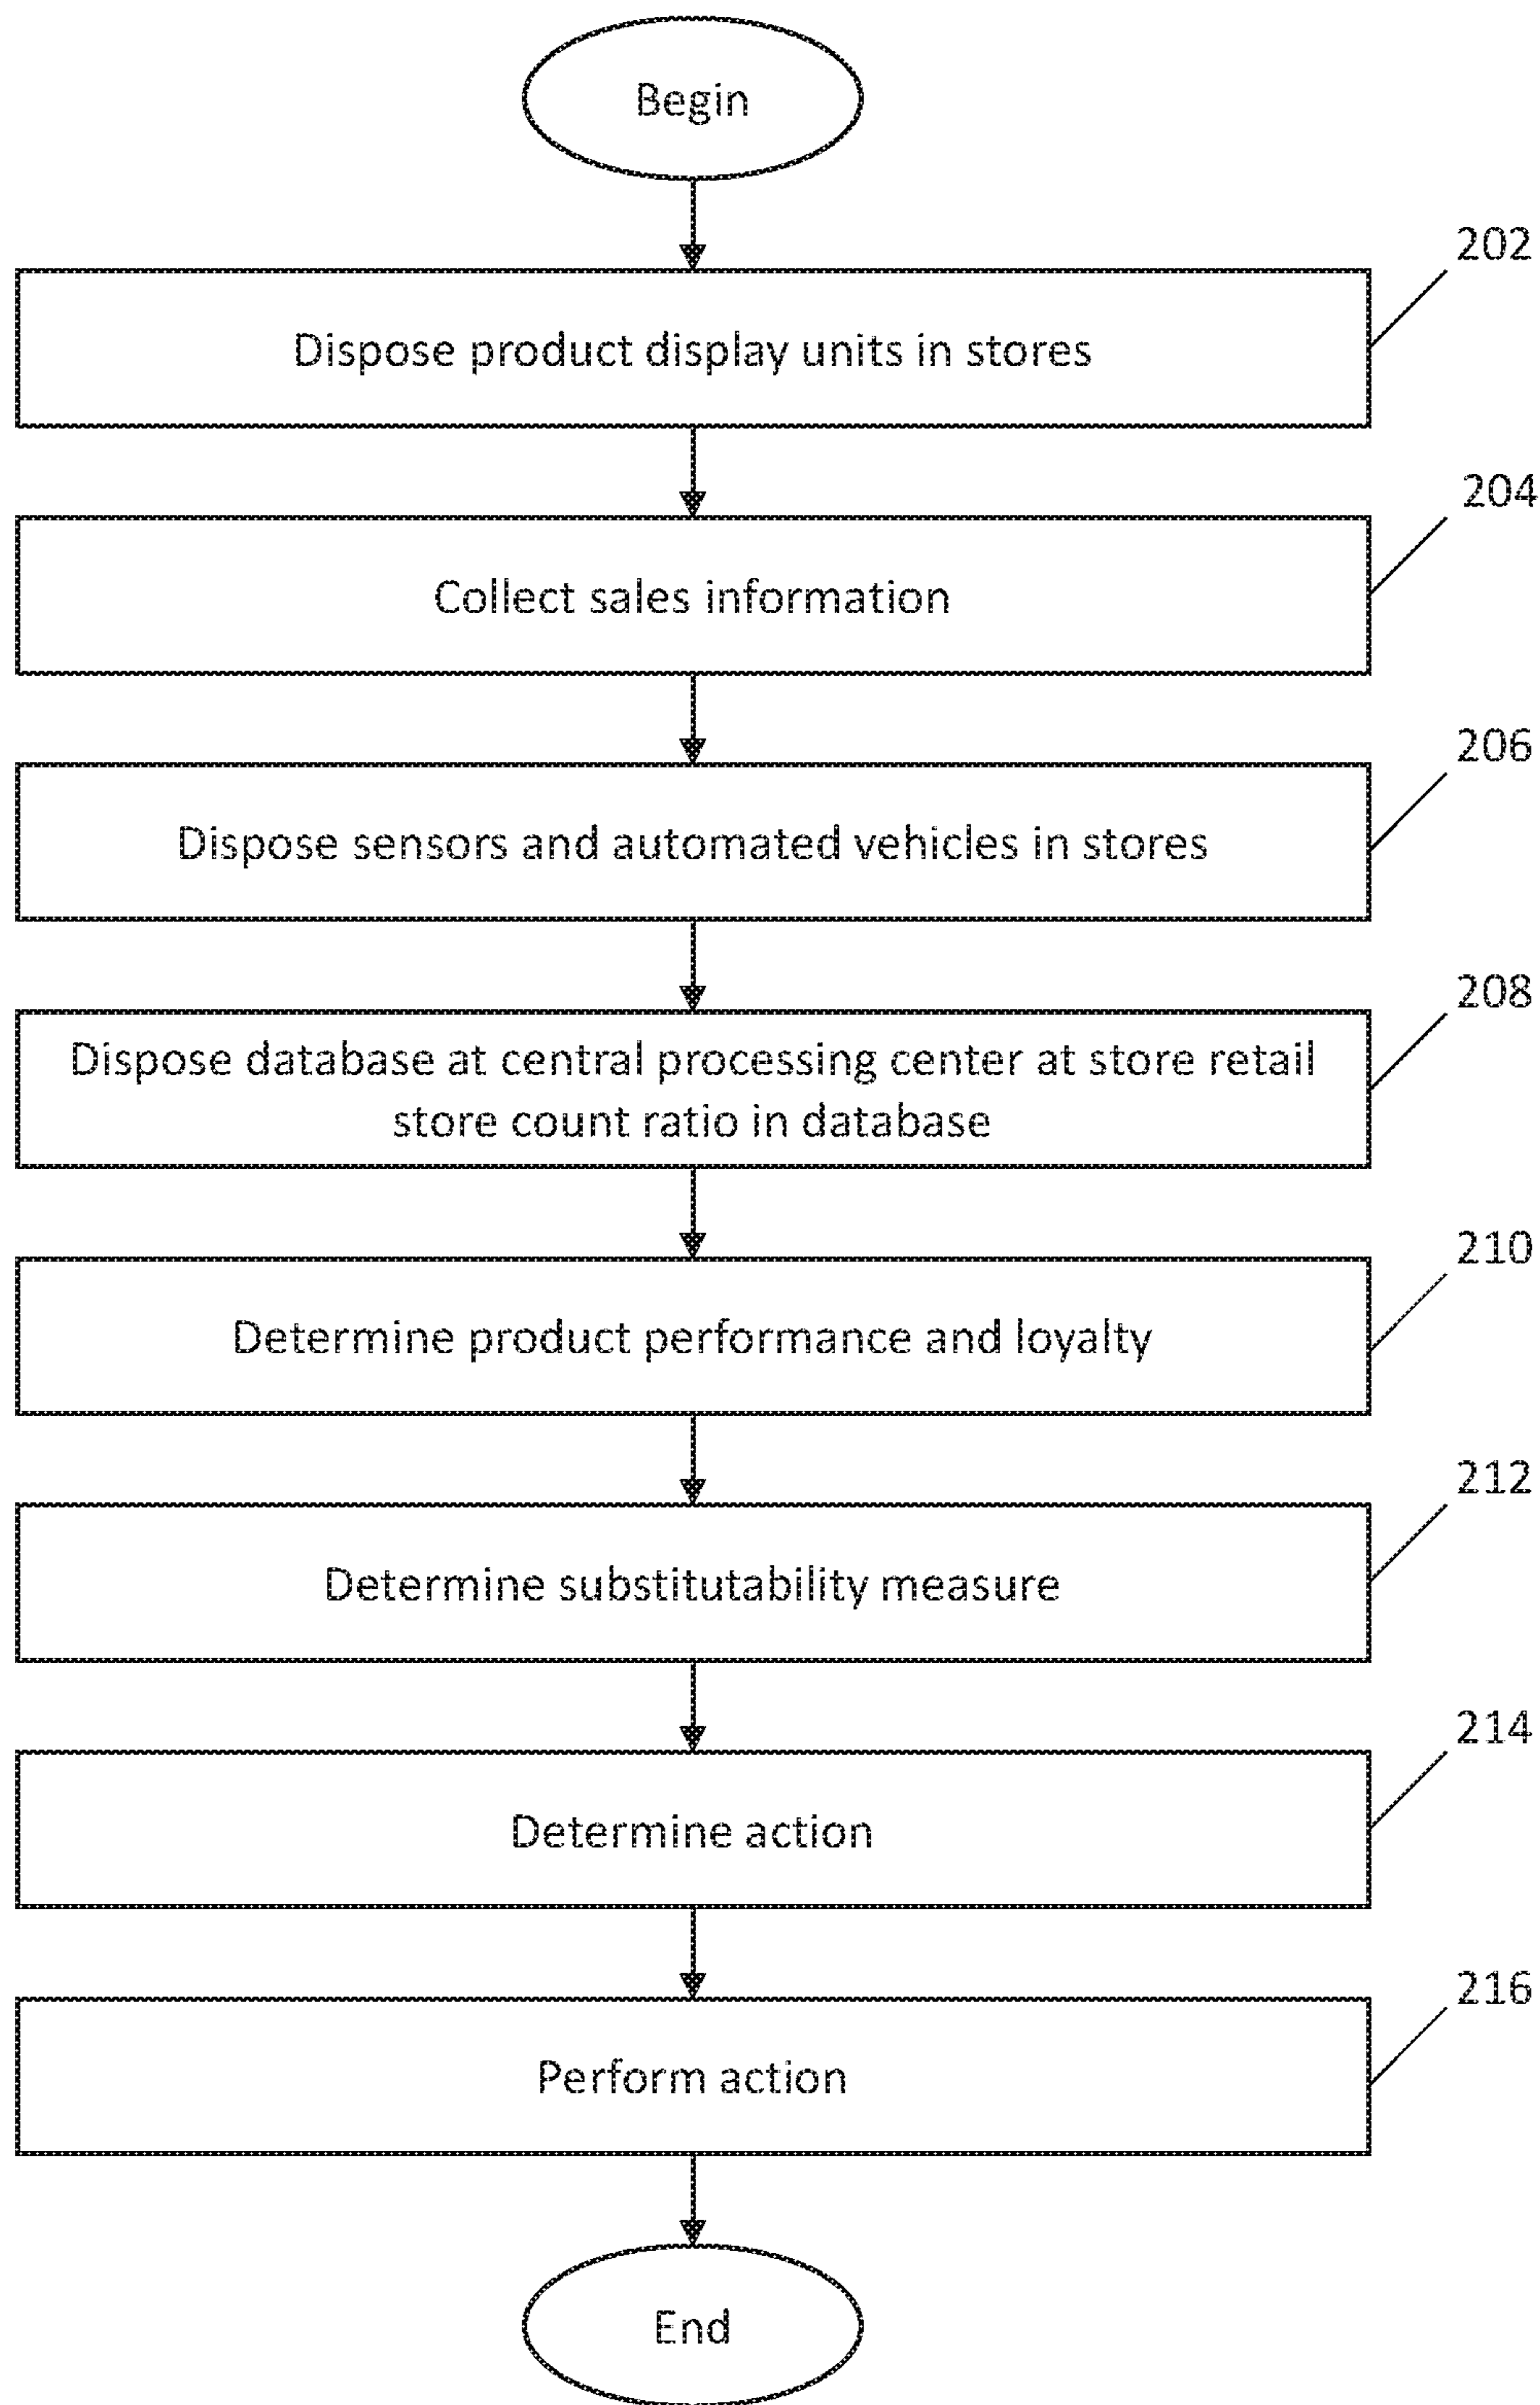 Begin
202
Dispose product display units in stores
204
Collect sales information
206
Dispose sensors and automated vehicles in stores
208
Dispose database at central processing center at store retail
store count ratio in database
210
Determine product performance and loyalty
212
Determine substitutability measure
214
Determine action
216
Perform action
End